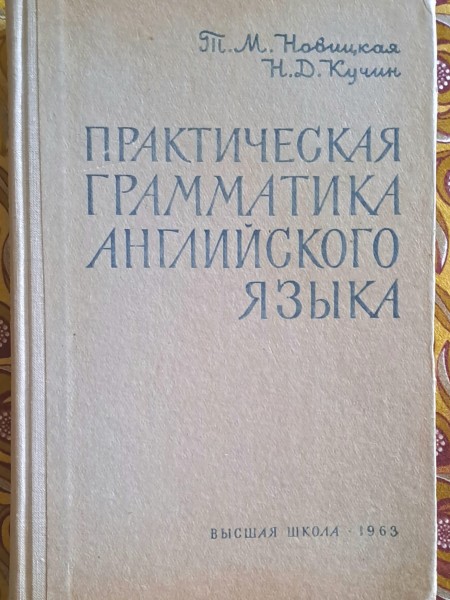 Т. М. Новицкая
Н. Д. Кучин
ПРАКТИЧЕСКАЯ
ГРАММАТИКА
АНГЛИЙСКОГО
ЯЗЫКА
ВЫСШАЯ ШКОЛА · 1963